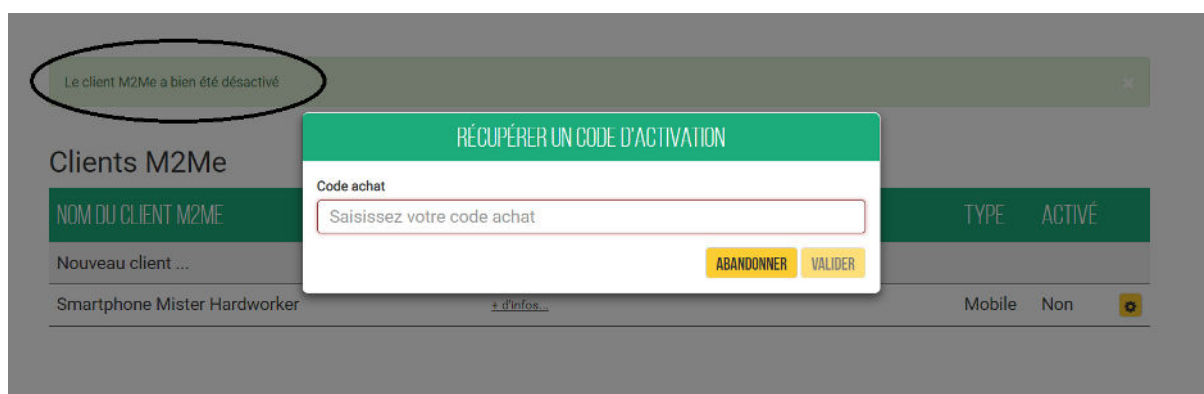 Le client M2Me a bien été désactivé
×
RÉCUPÉRER UN CODE D'ACTIVATION
Clients M2Me
Code achat
Saisissez votre code achat
NOM DU CLIENT M2ME TYPE ACTIVÉ
ABANDONNER VALIDER
Nouveau client ...
Smartphone Mister Hardworker + d'infos... Mobile Non